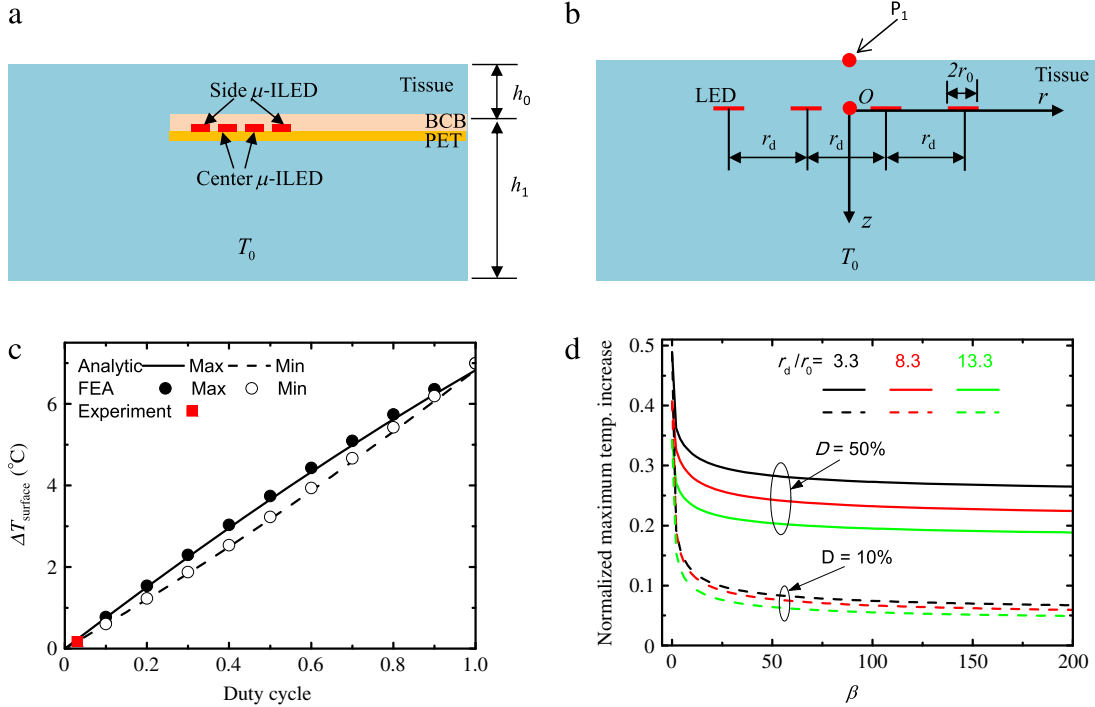 a
Side μ-ILED
Tissue
h0
BCB
PET
Center μ-ILED
h1
T0
b
P1
2r0
Tissue
LED
O
r
rd
rd
rd
z
T0
c
Analytic Max Min
FEA Max Min
Experiment
6
4
2
0
0 0.2 0.4 0.6 0.8 1.0
ΔTsurface (°C)
Duty cycle
d
rd/r0= 3.3 8.3 13.3
D = 50%
D = 10%
0.5
0.4
0.3
0.2
0.1
0
0 50 100 150 200
Normalized maximum temp. increase
β